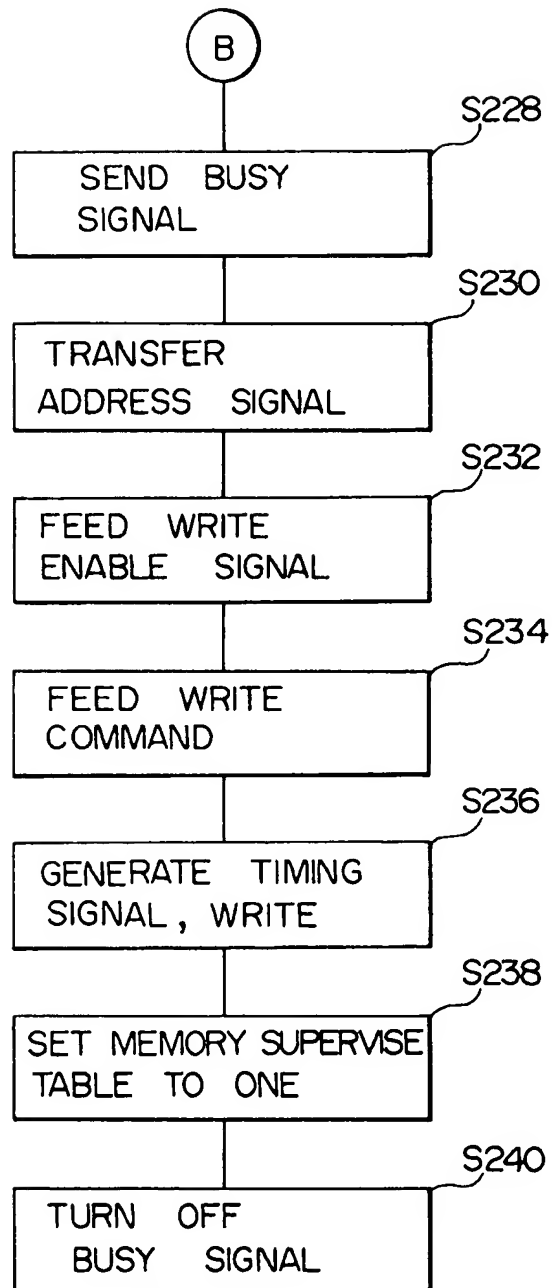 B
S228
SEND BUSY
SIGNAL
S230
TRANSFER
ADDRESS SIGNAL
S232
FEED WRITE
ENABLE SIGNAL
S234
FEED WRITE
COMMAND
S236
GENERATE TIMING
SIGNAL, WRITE
S238
SET MEMORY SUPERVISE
TABLE TO ONE
S240
TURN OFF
BUSY SIGNAL